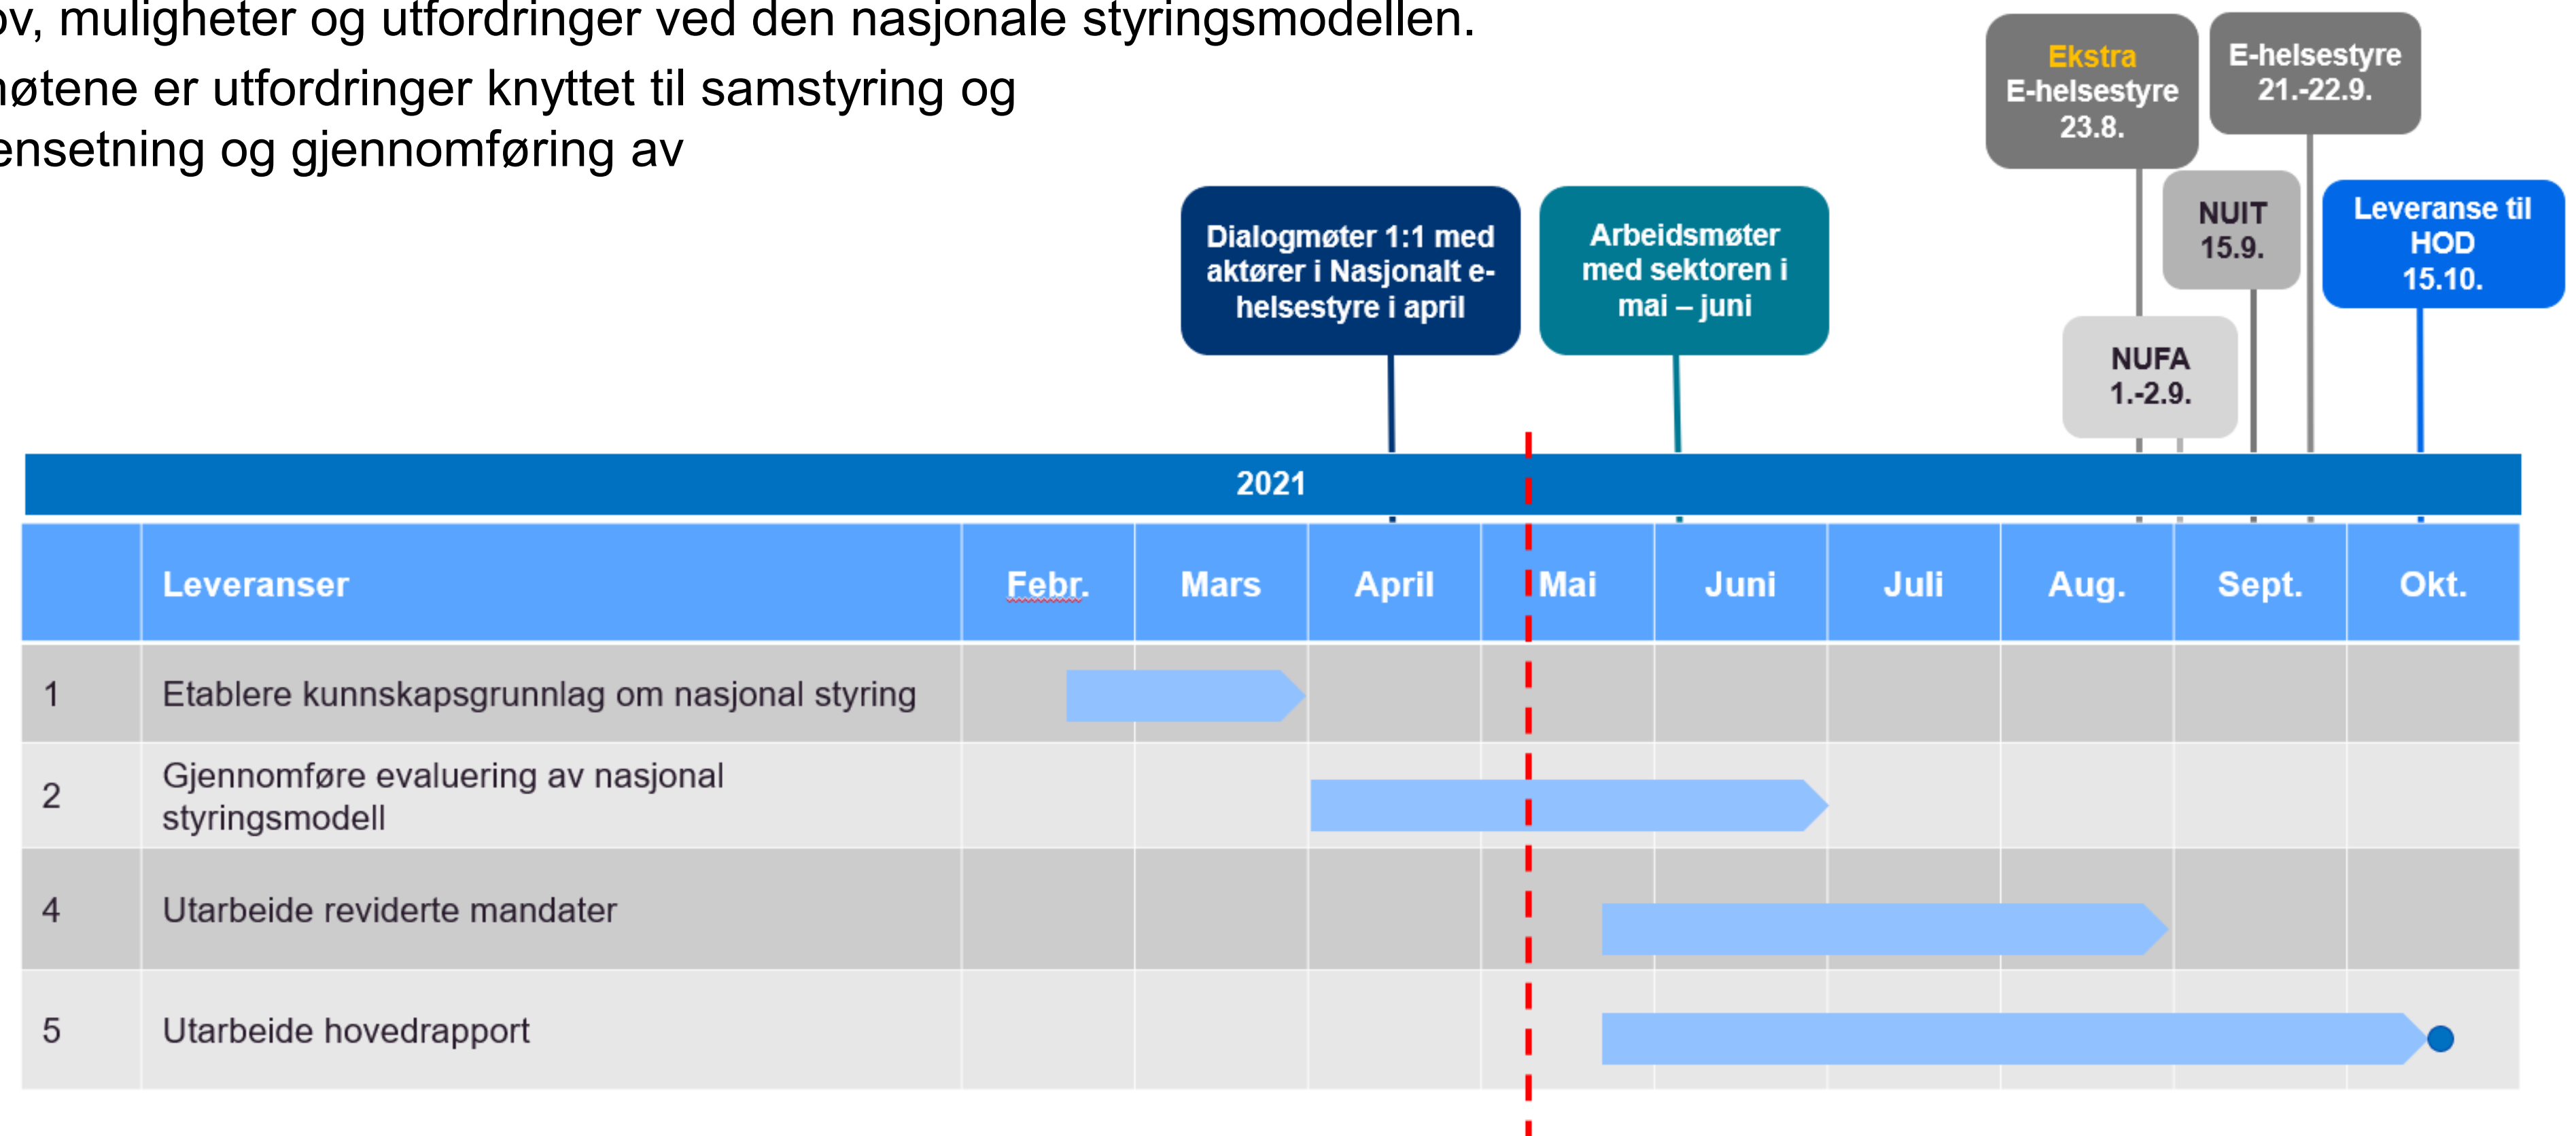 muligheter og utfordringer ved den nasjonale styringsmodellen.
er utfordringer knyttet til samstyring og
og gjennomføring av
Ekstra
E-helsestyre
23.8.
E-helsestyre
21.-22.9.
NUIT
15.9.
Leveranse til
HOD
15.10.
Dialogmøter 1:1 med
aktører i Nasjonalt e-
helsestyre i april
Arbeidsmøter
med sektoren i
mai – juni
NUFA
1.-2.9.
2021
Leveranser
Febr.
Mars
April
Mai
Juni
Juli
Aug.
Sept.
Okt.
1
Etablere kunnskapsgrunnlag om nasjonal styring
2
Gjennomføre evaluering av nasjonal
styringsmodell
4
Utarbeide reviderte mandater
5
Utarbeide hovedrapport